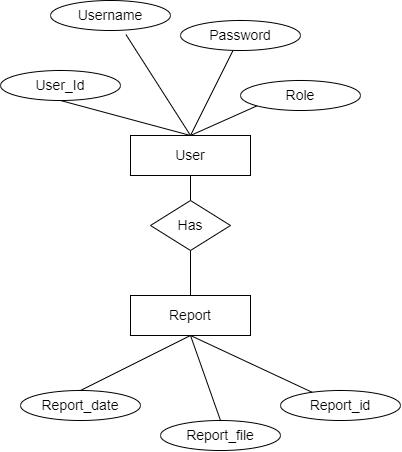 Username
Password
User_Id
Role
User
Has
Report
Report_date
Report_id
Report_file